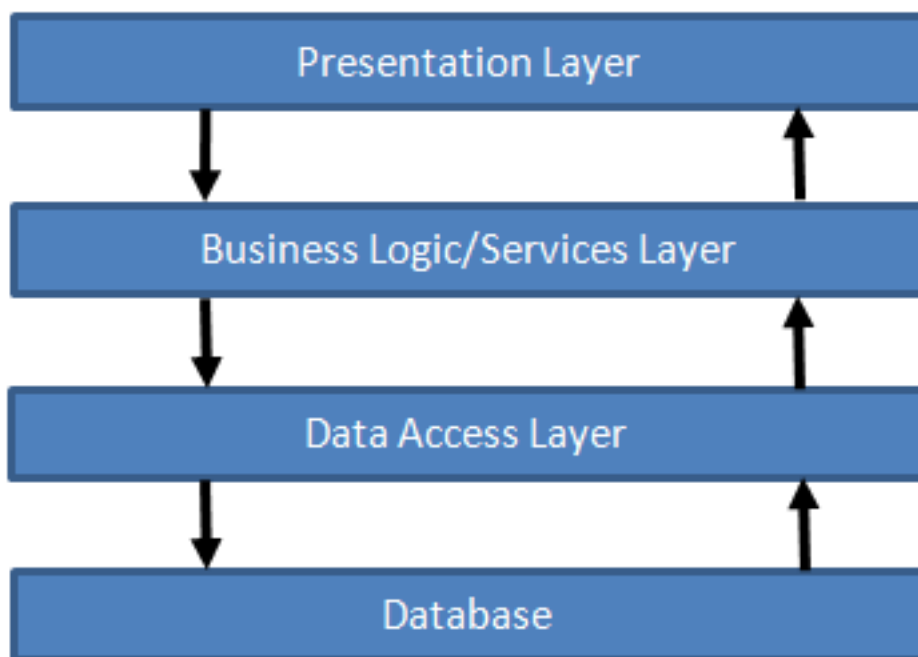 Presentation Layer
Business Logic/Services Layer
Data Access Layer
Database